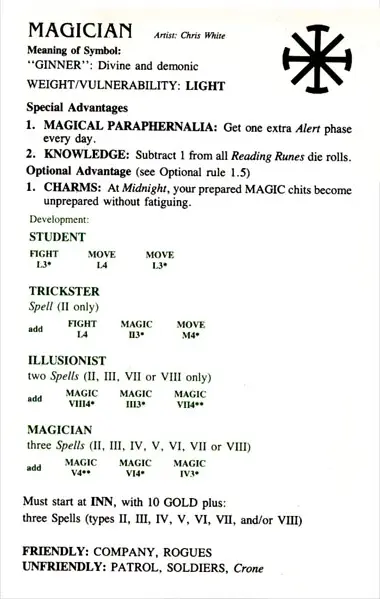 MAGICIAN Artist: Chris White
Meaning of Symbol:
"GINNER": Divine and demonic
WEIGHT/VULNERABILITY: LIGHT
Special Advantages
1. MAGICAL PARAPHERNALIA: Get one extra Alert phase
every day.
2. KNOWLEDGE: Subtract 1 from all Reading Runes die rolls.
Optional Advantage (see Optional rule 1.5)
1. CHARMS: At Midnight, your prepared MAGIC chits become
unprepared without fatiguing.
Development:
STUDENT
FIGHT MOVE MOVE
L3* L4 L3*
TRICKSTER
Spell (II only)
add FIGHT MAGIC MOVE
L4 II3* M4*
ILLUSIONIST
two Spells (II, III, VII or VIII only)
add MAGIC MAGIC MAGIC
VIII4* III3* VII4**
MAGICIAN
three Spells (II, III, IV, V, VI, VII or VIII)
add MAGIC MAGIC MAGIC
V4** VI4* IV3*
Must start at INN, with 10 GOLD plus:
three Spells (types II, III, IV, V, VI, VII, and/or VIII)
FRIENDLY: COMPANY, ROGUES
UNFRIENDLY: PATROL, SOLDIERS, Crone